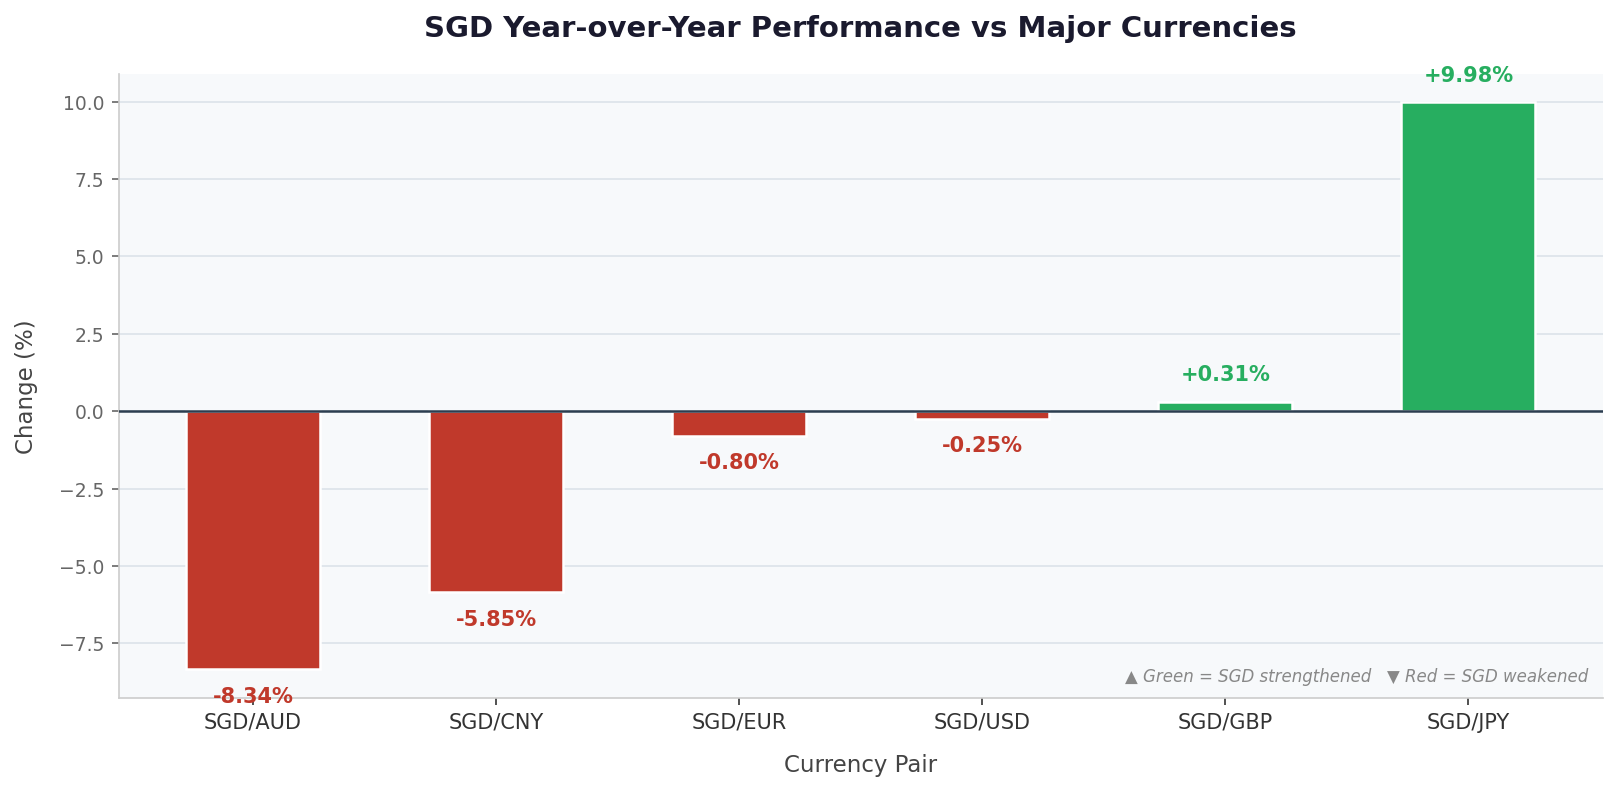 SGD Year-over-Year Performance vs Major Currencies
+9.98%
10.0
7.5
5.0
2.5
+0.31%
0.0
-0.25%
-0.80%
−2.5
−5.0
-5.85%
−7.5
-8.34%
Change (%)
▲ Green = SGD strengthened ▼ Red = SGD weakened
SGD/AUD SGD/CNY SGD/EUR SGD/USD SGD/GBP SGD/JPY
Currency Pair